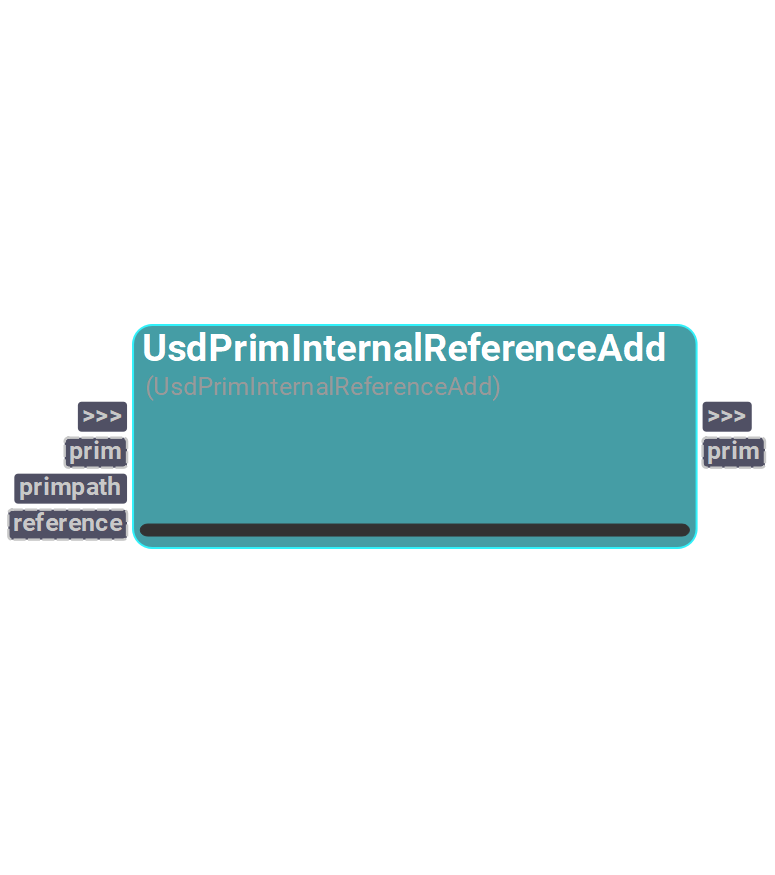 UsdPrimInternalReferenceAdd
(UsdPrimInternalReferenceAdd)
>>> >>>
prim prim
primpath
reference